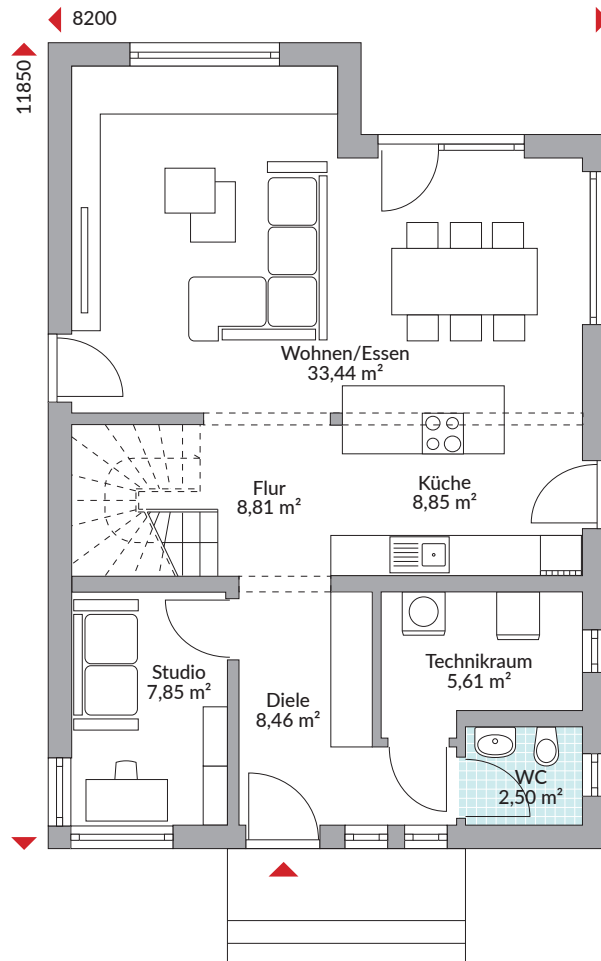 8200
11850
Wohnen/Essen
33,44 m²
Flur
8,81 m²
Küche
8,85 m²
Studio
7,85 m²
Diele
8,46 m²
Technikraum
5,61 m²
WC
2,50 m²